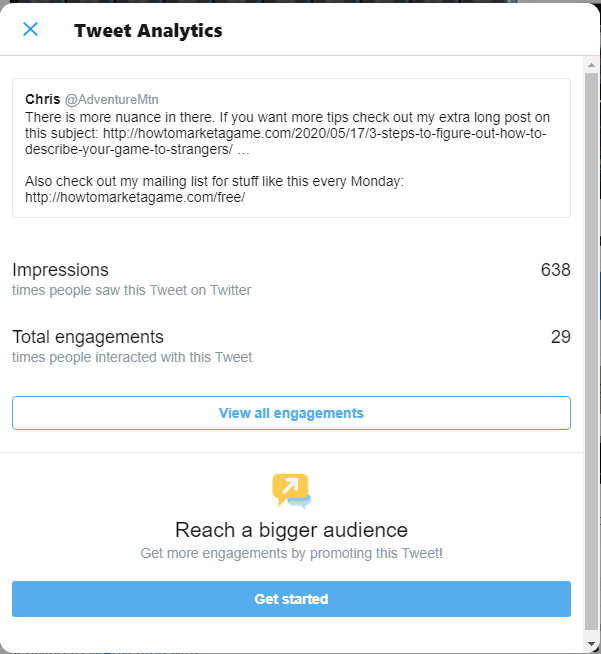 Tweet Analytics
Chris @AdventureMtn
There is more nuance in there. If you want more tips check out my extra long post on
this subject: http://howtomarketagame.com/2020/05/17/3-steps-to-figure-out-how-to-
describe-your-game-to-strangers/ …
Also check out my mailing list for stuff like this every Monday:
http://howtomarketagame.com/free/
Impressions 638
times people saw this Tweet on Twitter
Total engagements 29
times people interacted with this Tweet
View all engagements
Reach a bigger audience
Get more engagements by promoting this Tweet!
Get started